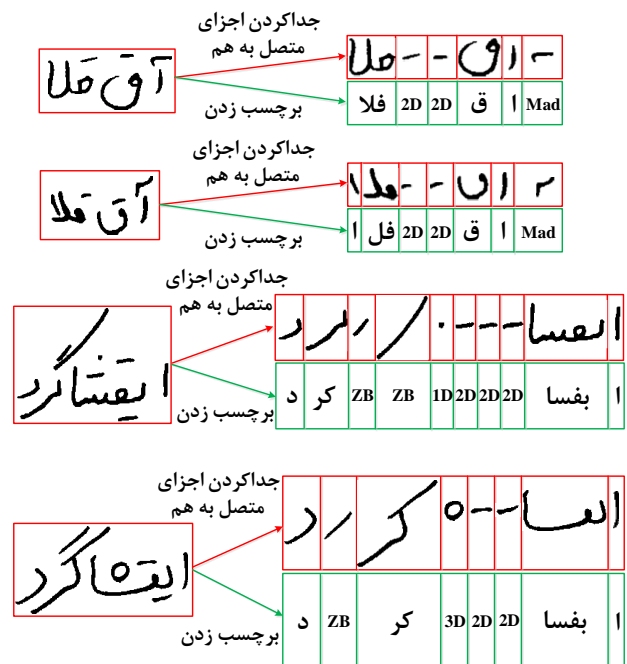 جداکردن اجزای
متصل به هم
آق قلا
برچسب زدن
Mad ا ق 2D 2D فلا
جداکردن اجزای
متصل به هم
آق قلا
برچسب زدن
Mad ا ق 2D 2D فل ا
جداکردن اجزای
متصل به هم
ایقشاگرد
برچسب زدن
ا بفسا 2D 2D 2D 1D ZB ZB کر د
جداکردن اجزای
متصل به هم
ایقشاگرد
برچسب زدن
ا بفسا 2D 2D 3D کر ZB د